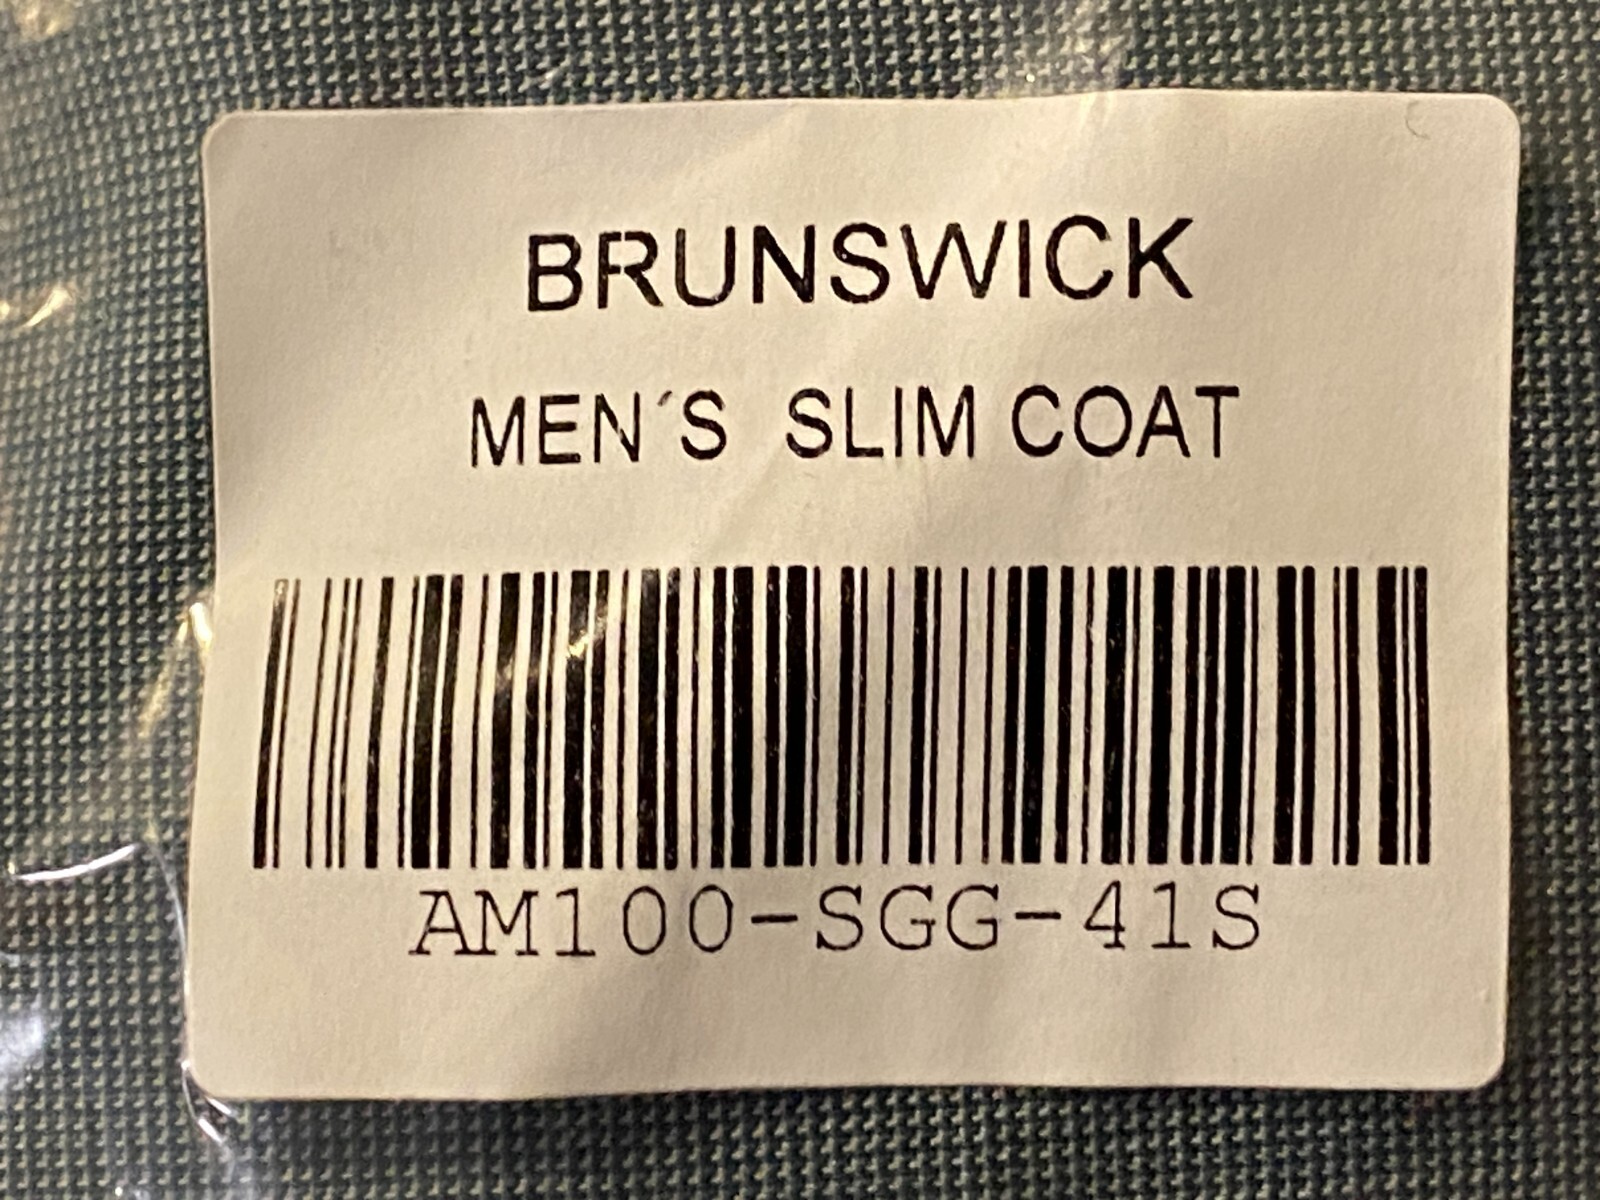 BRUNSWICK
MEN´S SLIM COAT
AM100-SGG-41S